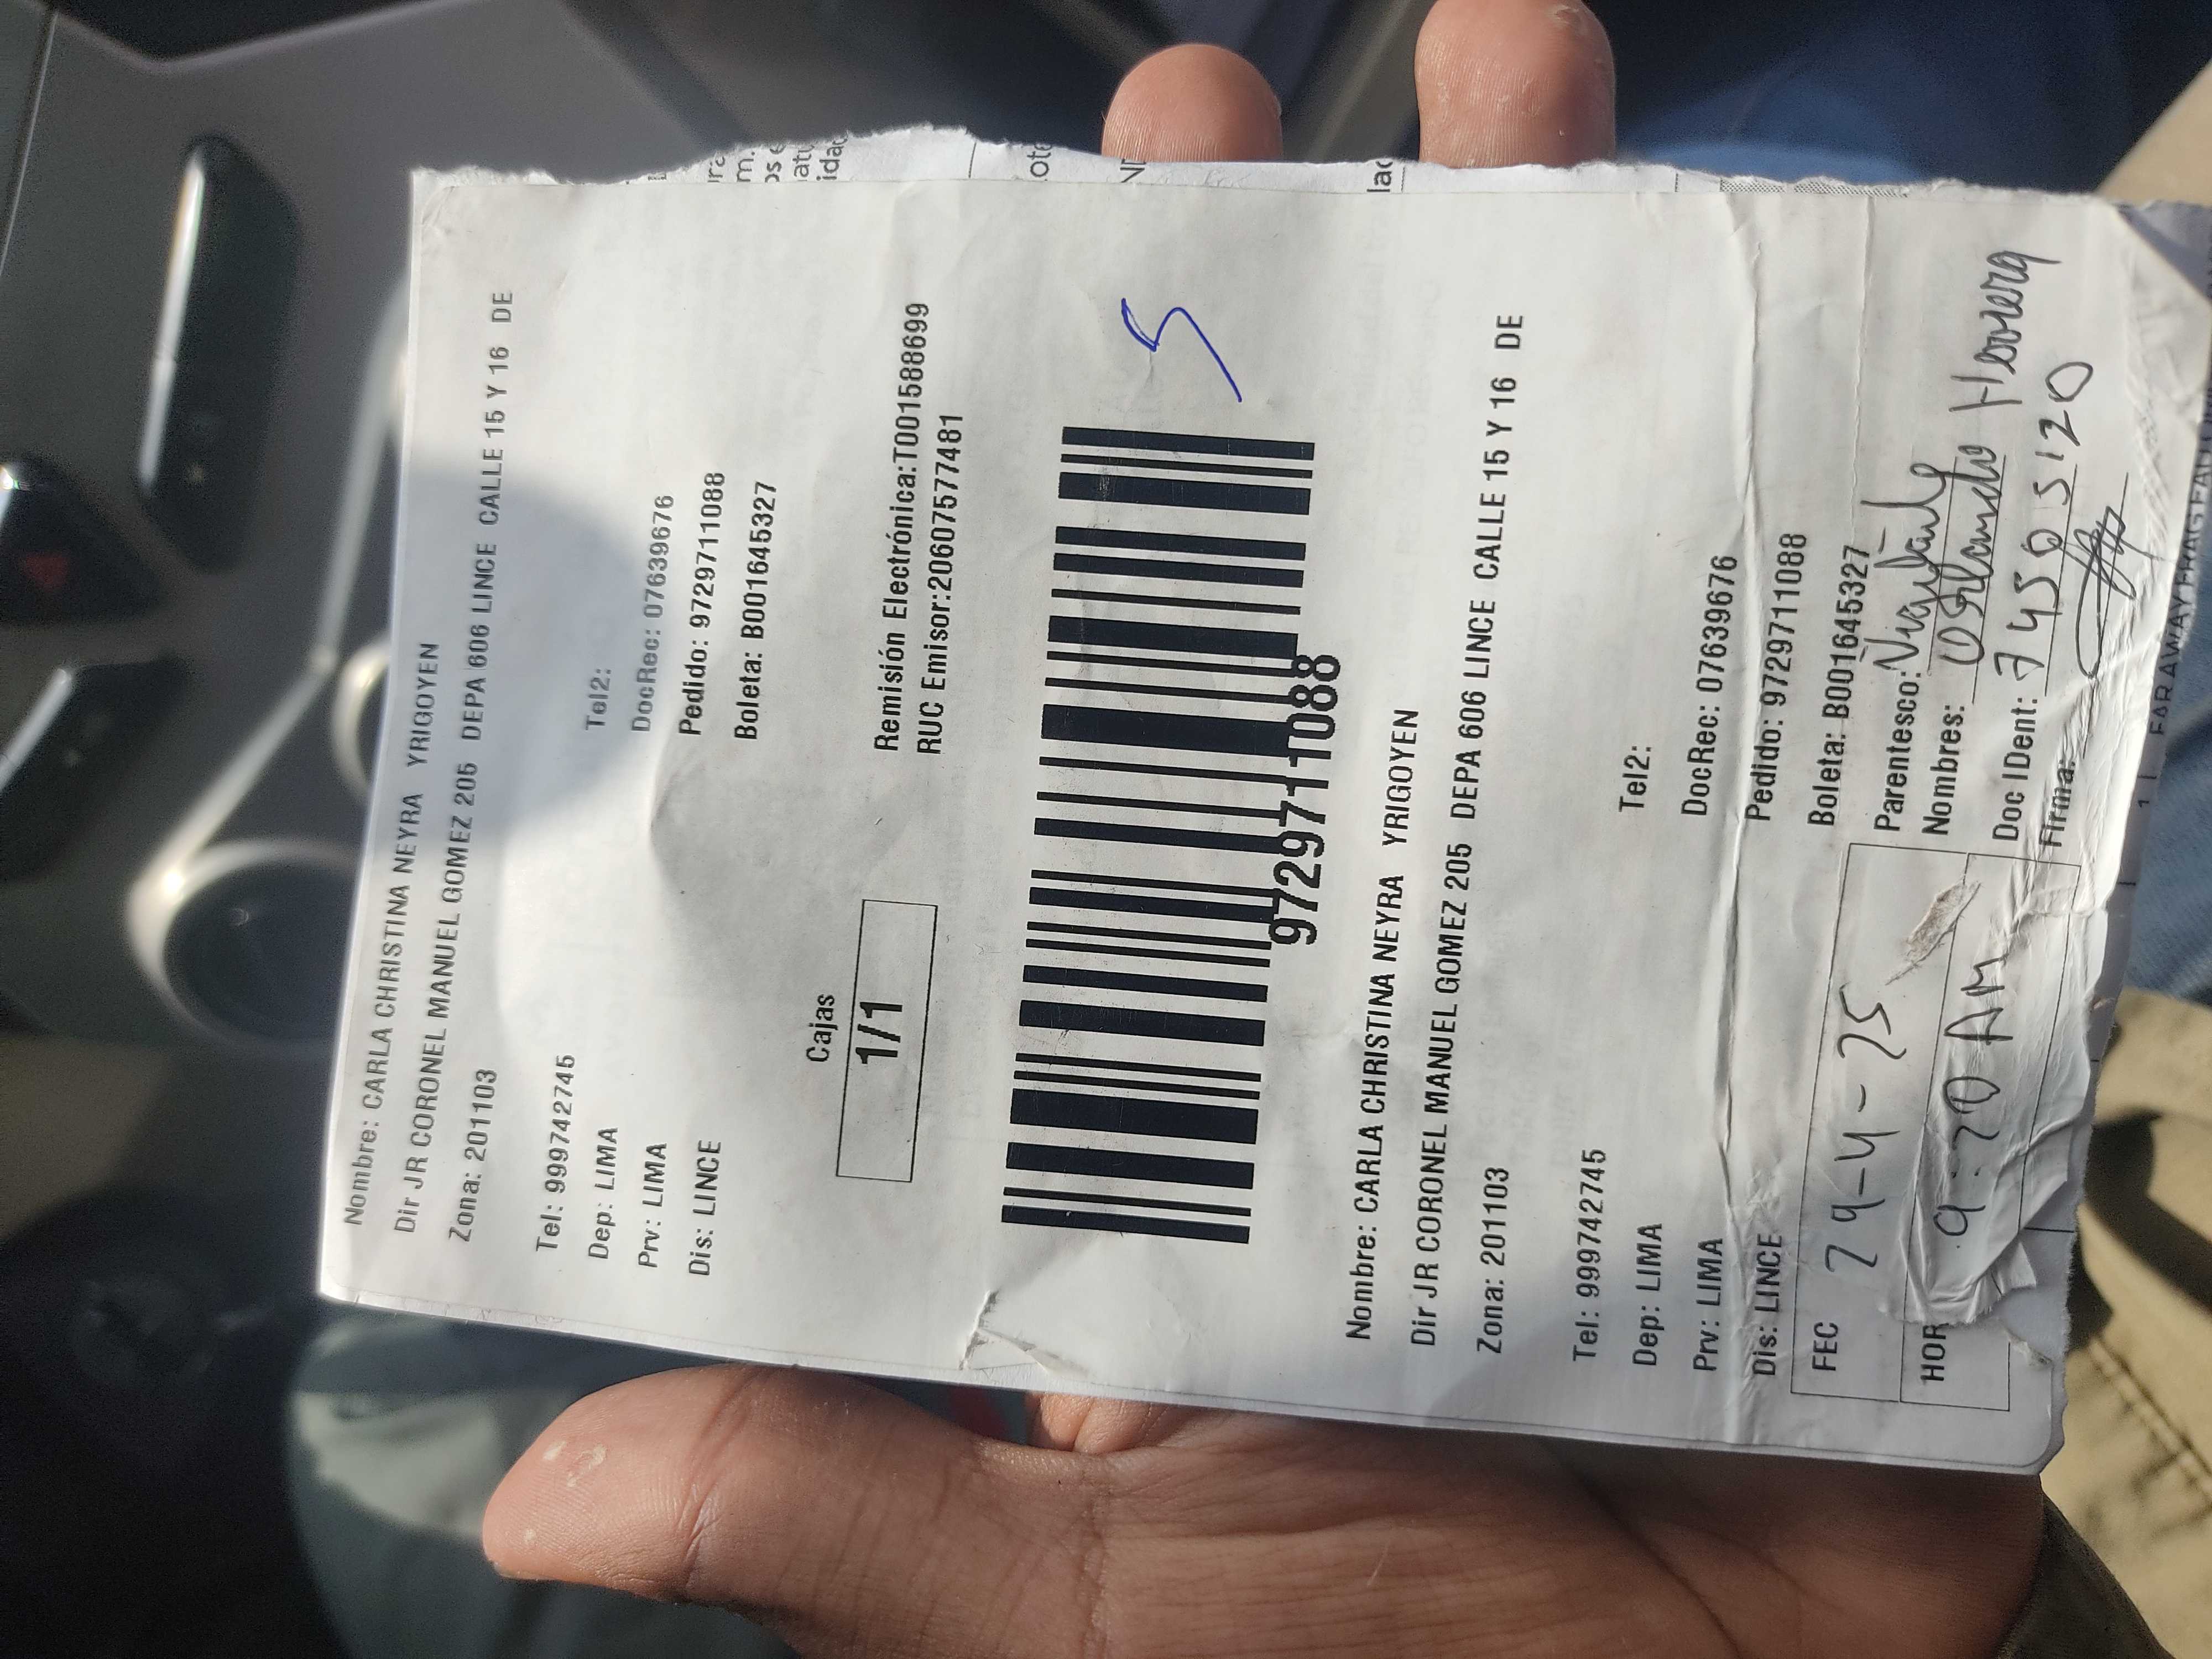 Nombre: CARLA CHRISTINA NEYRA YRIGOYEN
Dir JR CORONEL MANUEL GOMEZ 205 DEPA 606 LINCE CALLE 15 Y 16 DE
Zona: 201103
Tel: 999742745 Tel2:
Dep: LIMA DocRec: 07639676
Prv: LIMA Pedido: 9729711088
Dis: LINCE Boleta: B001645327
Cajas
1/1
Remisión Electrónica:T001588699
RUC Emisor:20607577481
5
9729711088
Nombre: CARLA CHRISTINA NEYRA YRIGOYEN
Dir JR CORONEL MANUEL GOMEZ 205 DEPA 606 LINCE CALLE 15 Y 16 DE
Zona: 201103
Tel: 999742745 Tel2:
Dep: LIMA DocRec: 07639676
Prv: LIMA Pedido: 9729711088
Dis: LINCE Boleta: B001645327
FEC 29-4-25 Parentesco:
HOR 9:20 AM Nombres: Orlando Herrera
Doc IDent: 74505120
Firma: